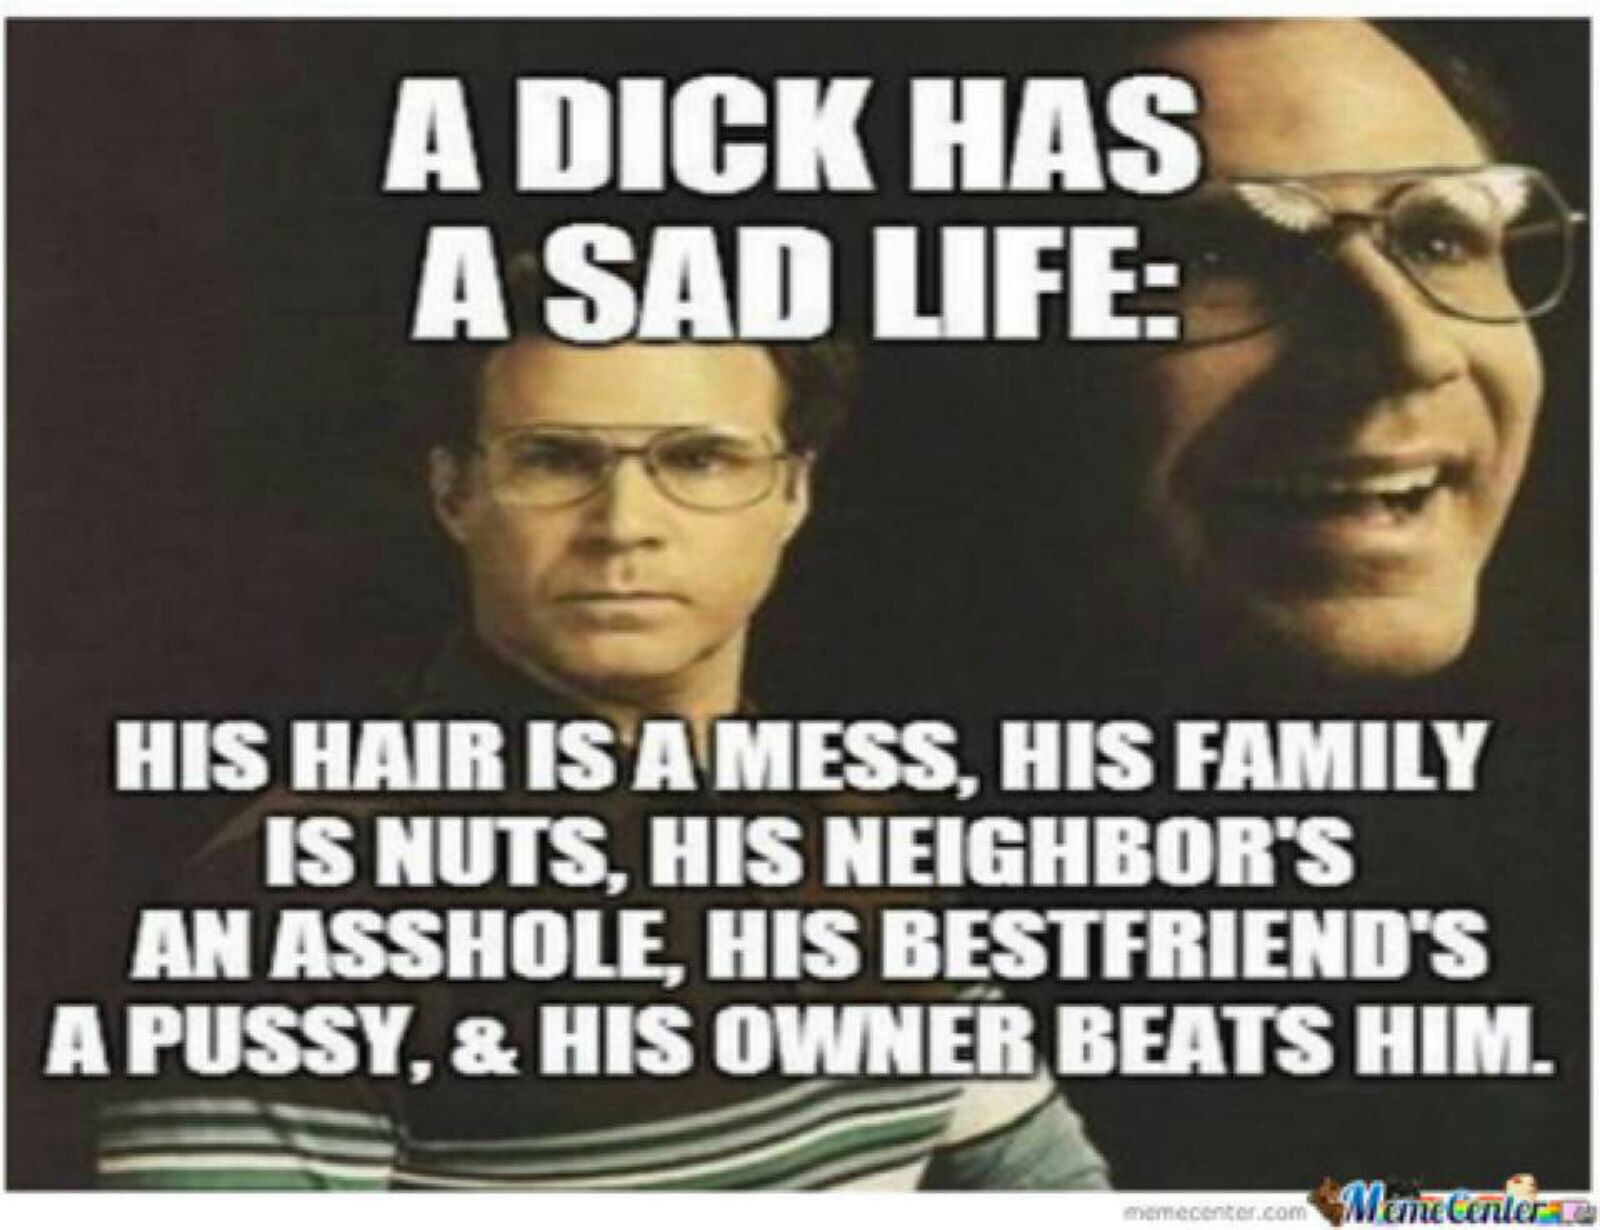 A DICK HAS
A SAD LIFE:
HIS HAIR IS A MESS, HIS FAMILY
IS NUTS, HIS NEIGHBOR'S
AN ASSHOLE, HIS BESTFRIEND'S
A PUSSY, & HIS OWNER BEATS HIM.
memecenter.com MemeCenter